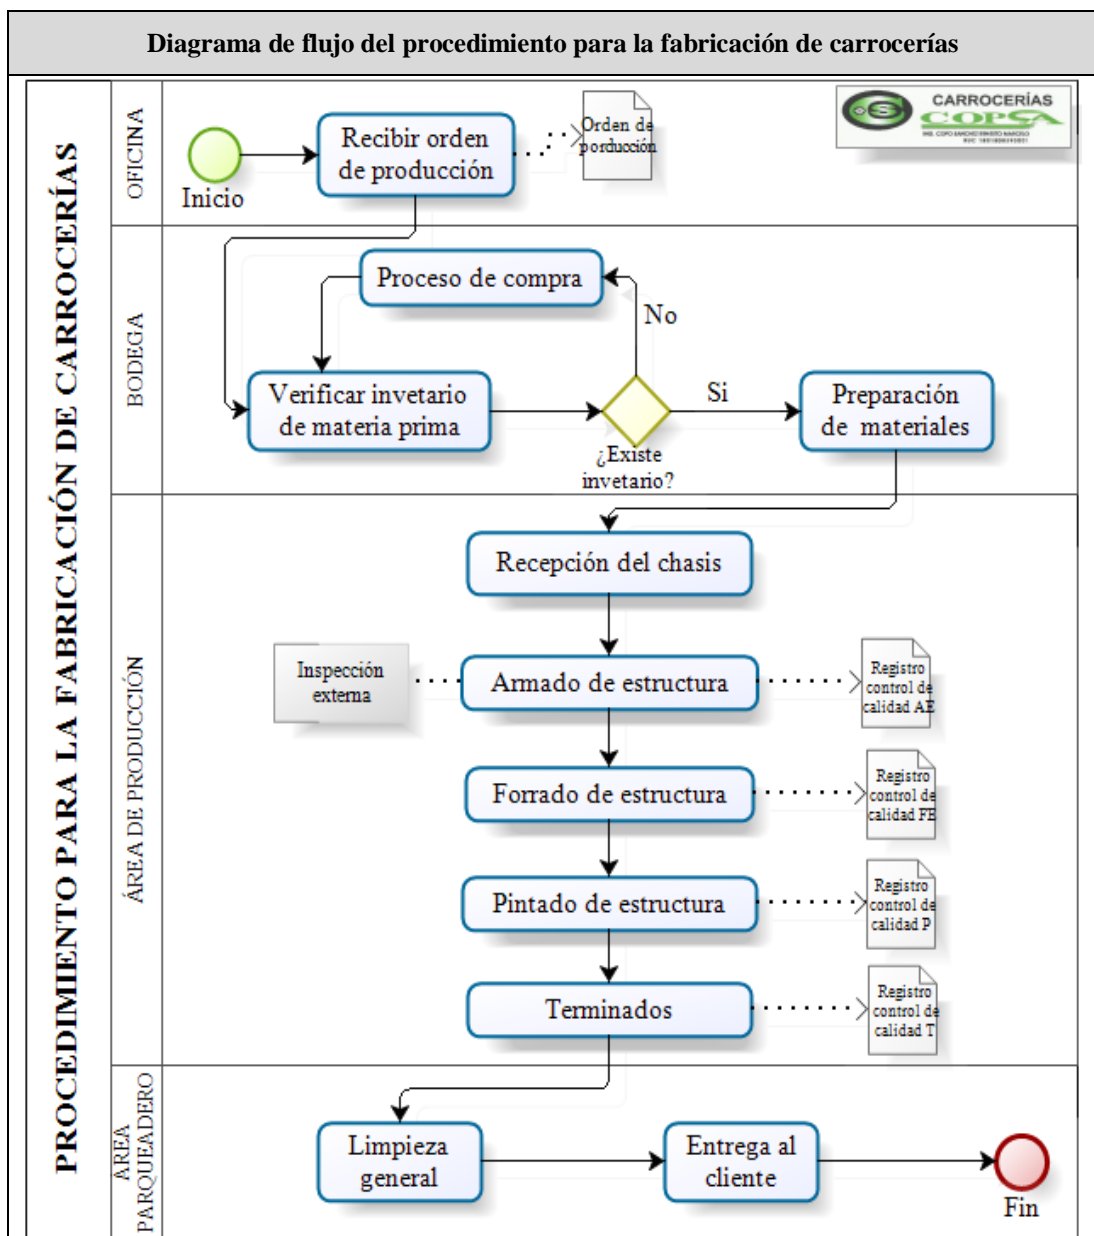 Diagrama de flujo del procedimiento para la fabricación de carrocerías
PROCEDIMIENTO PARA LA FABRICACIÓN DE CARROCERÍAS
OFICINA
Inicio
Recibir orden
de producción
Orden de
porducción
CARROCERÍAS
COPSA
BODEGA
Proceso de compra
No
Verificar invetario
de materia prima
Si
¿Existe
invetario?
Preparación
de materiales
ÁREA DE PRODUCCIÓN
Recepción del chasis
Inspección
externa
Armado de estructura
Registro
control de
calidad AE
Forrado de estructura
Registro
control de
calidad FE
Pintado de estructura
Registro
control de
calidad P
Terminados
Registro
control de
calidad T
AREA
PARQUEADERO
Limpieza
general
Entrega al
cliente
Fin